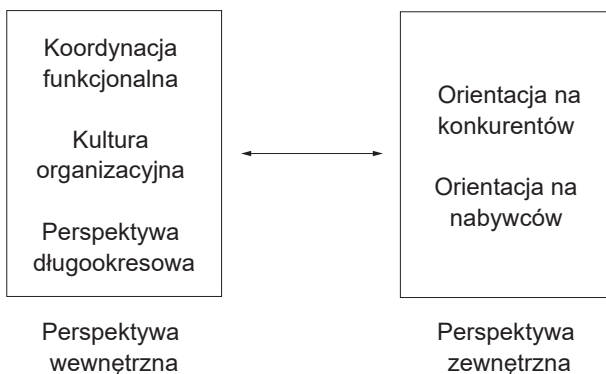 Koordynacja
funkcjonalna
Kultura
organizacyjna
Perspektywa
długookresowa
Perspektywa
wewnętrzna
Orientacja na
konkurentów
Orientacja na
nabywców
Perspektywa
zewnętrzna